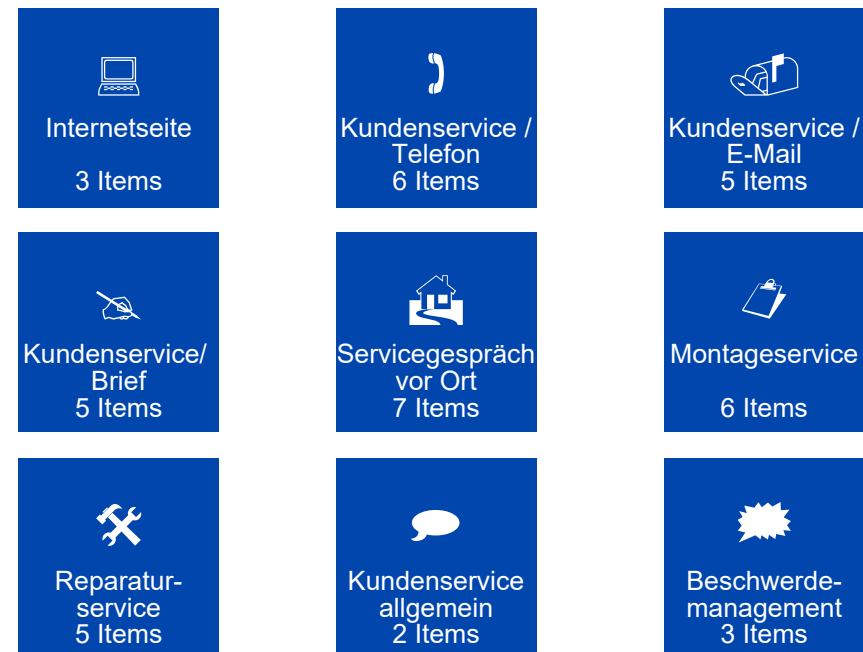 Internetseite
3 Items
Kundenservice /
Telefon
6 Items
Kundenservice /
E-Mail
5 Items
Kundenservice/
Brief
5 Items
Servicegespräch
vor Ort
7 Items
Montageservice
6 Items
Reparatur-
service
5 Items
Kundenservice
allgemein
2 Items
Beschwerde-
management
3 Items